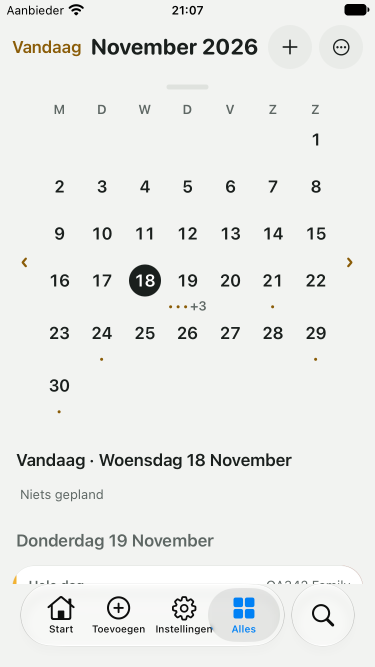 Aanbieder 21:07
Vandaag November 2026
M D W D V Z Z
1
2 3 4 5 6 7 8
9 10 11 12 13 14 15
16 17 18 19 20 21 22
+3
23 24 25 26 27 28 29
30
Vandaag · Woensdag 18 November
Niets gepland
Donderdag 19 November
Hele dag
Start Toevoegen Instellingen Alles